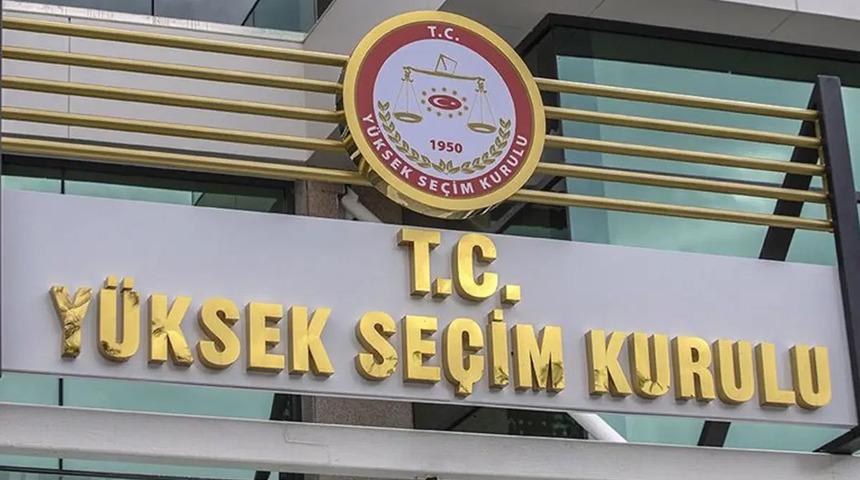 T.C.
1950
YÜKSEK SEÇİM KURULU
T.C.
YÜKSEK SEÇİM KURULU